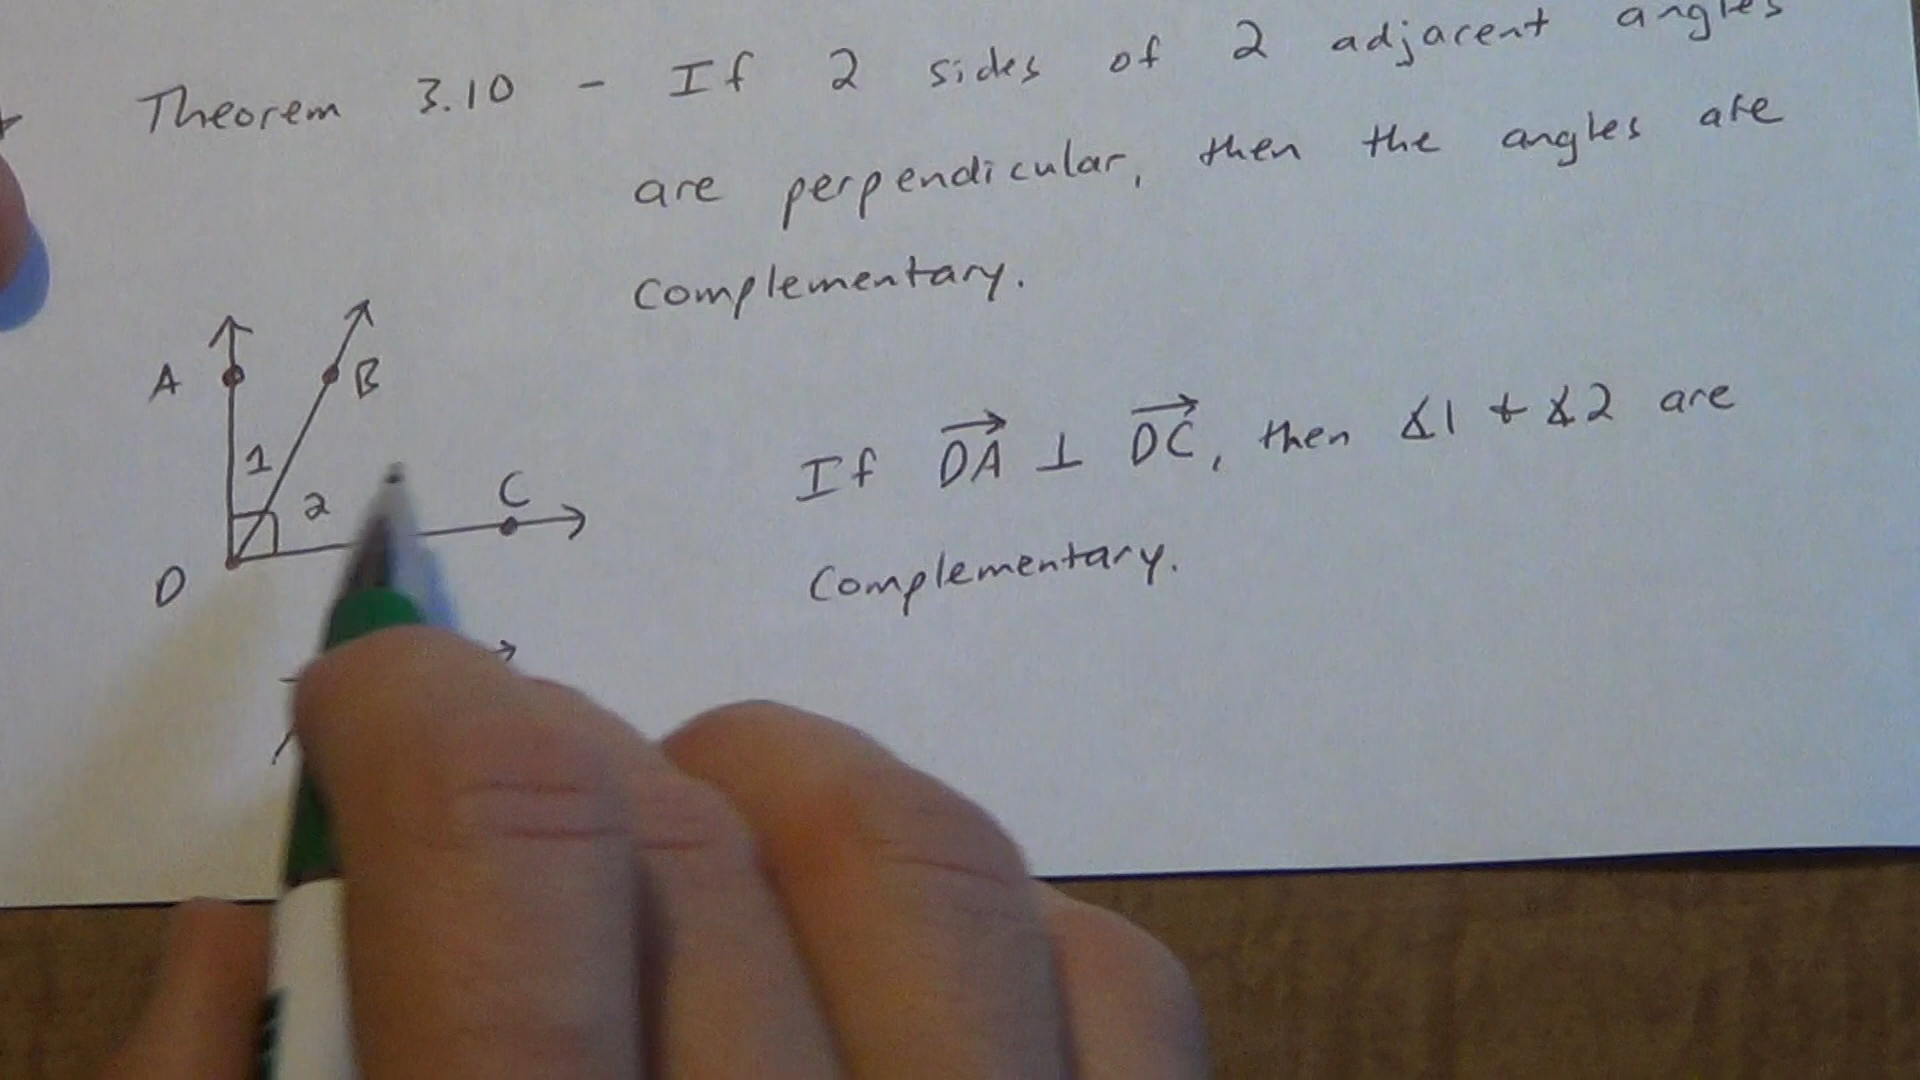 Theorem 3.10 - If 2 sides of 2 adjacent angles
are perpendicular, then the angles are
complementary.
A
B
1
2
C
D
If DA ⊥ DC, then ∡1 + ∡2 are
complementary.